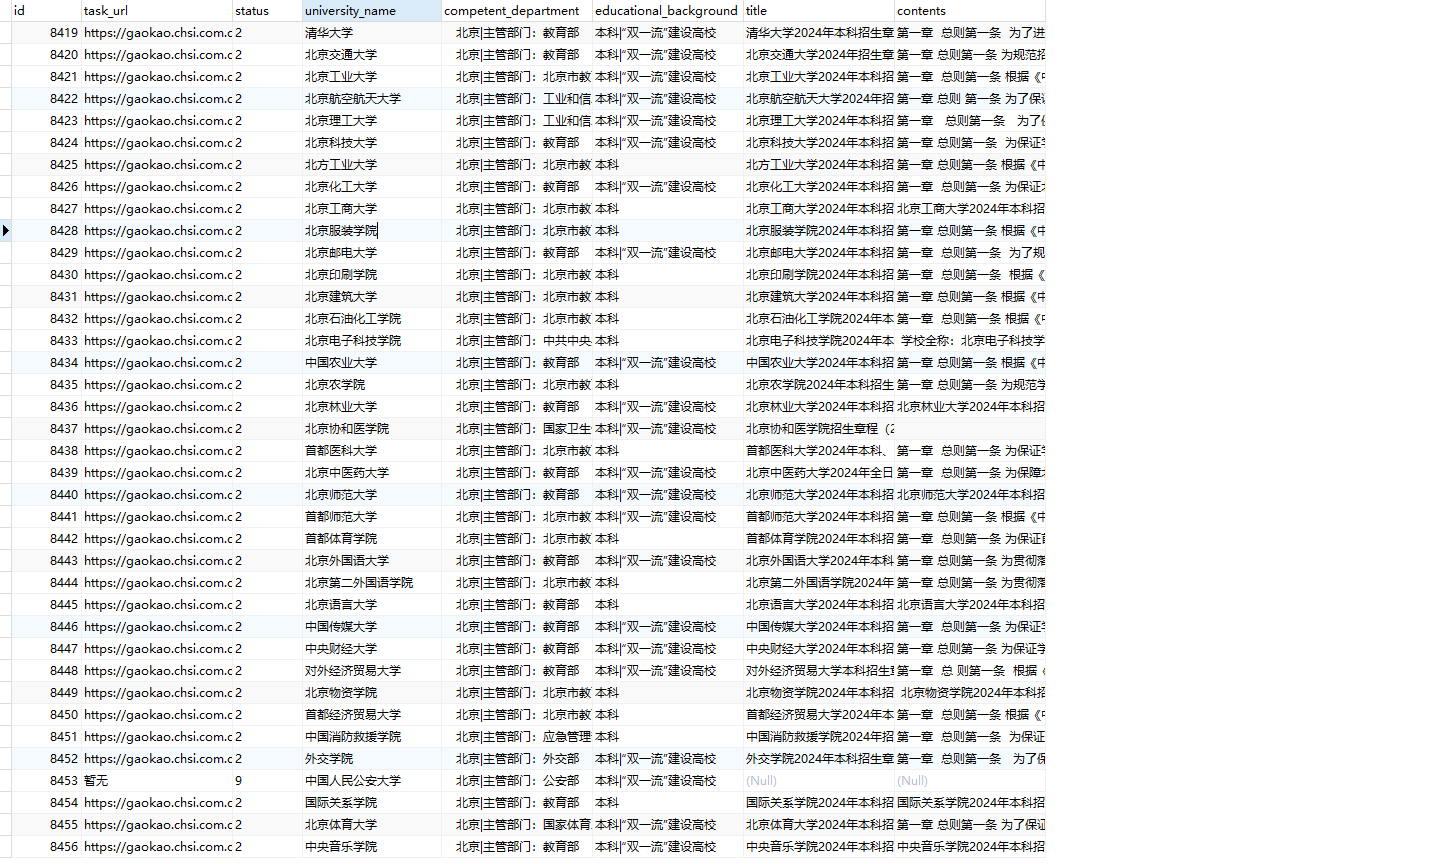 id task_url status university_name competent_department educational_background title contents
8419 https://gaokao.chsi.com.c 2 清华大学 北京|主管部门：教育部 本科|“双一流”建设高校 清华大学2024年本科招生章 第一章 总则第一条 为了进
8420 https://gaokao.chsi.com.c 2 北京交通大学 北京|主管部门：教育部 本科|“双一流”建设高校 北京交通大学2024年招生章 第一章 总则第一条 为规范招
8421 https://gaokao.chsi.com.c 2 北京工业大学 北京|主管部门：北京市教 本科|“双一流”建设高校 北京工业大学2024年本科招 第一章 总则第一条 根据《中
8422 https://gaokao.chsi.com.c 2 北京航空航天大学 北京|主管部门：工业和信 本科|“双一流”建设高校 北京航空航天大学2024年招 第一章 总则 第一条 为了保证
8423 https://gaokao.chsi.com.c 2 北京理工大学 北京|主管部门：工业和信 本科|“双一流”建设高校 北京理工大学2024年本科招 第一章 总则第一条 为了
8424 https://gaokao.chsi.com.c 2 北京科技大学 北京|主管部门：教育部 本科|“双一流”建设高校 北京科技大学2024年本科招 第一章 总则第一条 为保证学
8425 https://gaokao.chsi.com.c 2 北方工业大学 北京|主管部门：北京市教 本科 北方工业大学2024年本科招 第一章 总则第一条 根据《中
8426 https://gaokao.chsi.com.c 2 北京化工大学 北京|主管部门：教育部 本科|“双一流”建设高校 北京化工大学2024年本科招 第一章 总则第一条 为保证
8427 https://gaokao.chsi.com.c 2 北京工商大学 北京|主管部门：北京市教 本科 北京工商大学2024年本科招 北京工商大学2024年本科招
8428 https://gaokao.chsi.com.c 2 北京服装学院 北京|主管部门：北京市教 本科 北京服装学院2024年本科招 第一章 总则第一条 根据《中
8429 https://gaokao.chsi.com.c 2 北京邮电大学 北京|主管部门：教育部 本科|“双一流”建设高校 北京邮电大学2024年本科招 第一章 总则第一条 为了规
8430 https://gaokao.chsi.com.c 2 北京印刷学院 北京|主管部门：北京市教 本科 北京印刷学院2024年本科招 第一章 总则第一条 根据《
8431 https://gaokao.chsi.com.c 2 北京建筑大学 北京|主管部门：北京市教 本科 北京建筑大学2024年本科招 第一章 总则第一条 根据《中
8432 https://gaokao.chsi.com.c 2 北京石油化工学院 北京|主管部门：北京市教 本科 北京石油化工学院2024年本 第一章 总则第一条 根据《中
8433 https://gaokao.chsi.com.c 2 北京电子科技学院 北京|主管部门：中共中央 本科 北京电子科技学院2024年本 学校全称：北京电子科技学
8434 https://gaokao.chsi.com.c 2 中国农业大学 北京|主管部门：教育部 本科|“双一流”建设高校 中国农业大学2024年本科招 第一章 总则第一条 根据《中
8435 https://gaokao.chsi.com.c 2 北京农学院 北京|主管部门：北京市教 本科 北京农学院2024年本科招生 第一章 总则第一条 为规范学
8436 https://gaokao.chsi.com.c 2 北京林业大学 北京|主管部门：教育部 本科|“双一流”建设高校 北京林业大学2024年本科招 北京林业大学2024年本科招
8437 https://gaokao.chsi.com.c 2 北京协和医学院 北京|主管部门：国家卫生 本科|“双一流”建设高校 北京协和医学院招生章程（2
8438 https://gaokao.chsi.com.c 2 首都医科大学 北京|主管部门：北京市教 本科 首都医科大学2024年本科、 第一章 总则第一条 为保证学
8439 https://gaokao.chsi.com.c 2 北京中医药大学 北京|主管部门：教育部 本科|“双一流”建设高校 北京中医药大学2024年全日 第一章 总则第一条 为保障
8440 https://gaokao.chsi.com.c 2 北京师范大学 北京|主管部门：教育部 本科|“双一流”建设高校 北京师范大学2024年本科招 北京师范大学2024年本科招
8441 https://gaokao.chsi.com.c 2 首都师范大学 北京|主管部门：北京市教 本科|“双一流”建设高校 首都师范大学2024年本科招 第一章 总则第一条 根据《中
8442 https://gaokao.chsi.com.c 2 首都体育学院 北京|主管部门：北京市教 本科 首都体育学院2024年本科招 第一章 总则第一条 为保证首
8443 https://gaokao.chsi.com.c 2 北京外国语大学 北京|主管部门：教育部 本科|“双一流”建设高校 北京外国语大学2024年本科 第一章 总则第一条 为贯彻落
8444 https://gaokao.chsi.com.c 2 北京第二外国语学院 北京|主管部门：北京市教 本科 北京第二外国语学院2024年 第一章 总则第一条 为贯彻落
8445 https://gaokao.chsi.com.c 2 北京语言大学 北京|主管部门：教育部 本科 北京语言大学2024年本科招 北京语言大学2024年本科招
8446 https://gaokao.chsi.com.c 2 中国传媒大学 北京|主管部门：教育部 本科|“双一流”建设高校 中国传媒大学2024年本科招 第一章 总则第一条 为保证学
8447 https://gaokao.chsi.com.c 2 中央财经大学 北京|主管部门：教育部 本科|“双一流”建设高校 中央财经大学2024年本科招 第一章 总则第一条 为保证学
8448 https://gaokao.chsi.com.c 2 对外经济贸易大学 北京|主管部门：教育部 本科|“双一流”建设高校 对外经济贸易大学本科招生章 第一章 总 则第一条 根据《
8449 https://gaokao.chsi.com.c 2 北京物资学院 北京|主管部门：北京市教 本科 北京物资学院2024年本科招 北京物资学院2024年本科招
8450 https://gaokao.chsi.com.c 2 首都经济贸易大学 北京|主管部门：北京市教 本科 首都经济贸易大学2024年本 第一章 总则第一条 根据《中
8451 https://gaokao.chsi.com.c 2 中国消防救援学院 北京|主管部门：应急管理 本科 中国消防救援学院2024年本 第一章 总则第一条 为保证
8452 https://gaokao.chsi.com.c 2 外交学院 北京|主管部门：外交部 本科|“双一流”建设高校 外交学院2024年本科招生章 第一章 总则第一条 为了保
8453 暂无 9 中国人民公安大学 北京|主管部门：公安部 本科|“双一流”建设高校 (Null) (Null)
8454 https://gaokao.chsi.com.c 2 国际关系学院 北京|主管部门：教育部 本科 国际关系学院2024年本科招 国际关系学院2024年本科招
8455 https://gaokao.chsi.com.c 2 北京体育大学 北京|主管部门：国家体育 本科|“双一流”建设高校 北京体育大学2024年本科招 第一章 总则第一条 为了保证
8456 https://gaokao.chsi.com.c 2 中央音乐学院 北京|主管部门：教育部 本科|“双一流”建设高校 中央音乐学院2024年本科招 中央音乐学院2024年本科招